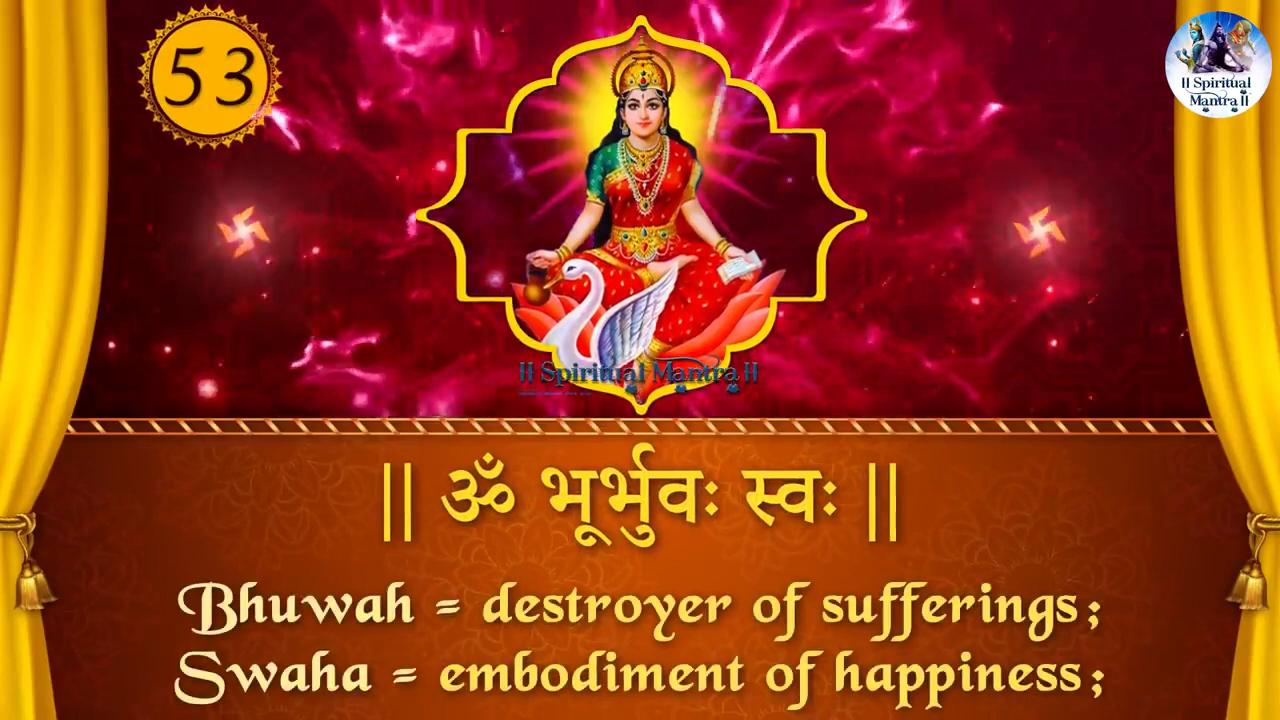 53
|| Spiritual
Mantra ||
|| Spiritual Mantra ||
|| ॐ भूर्भुवः स्वः ||
Bhuwah = destroyer of sufferings;
Swaha = embodiment of happiness;